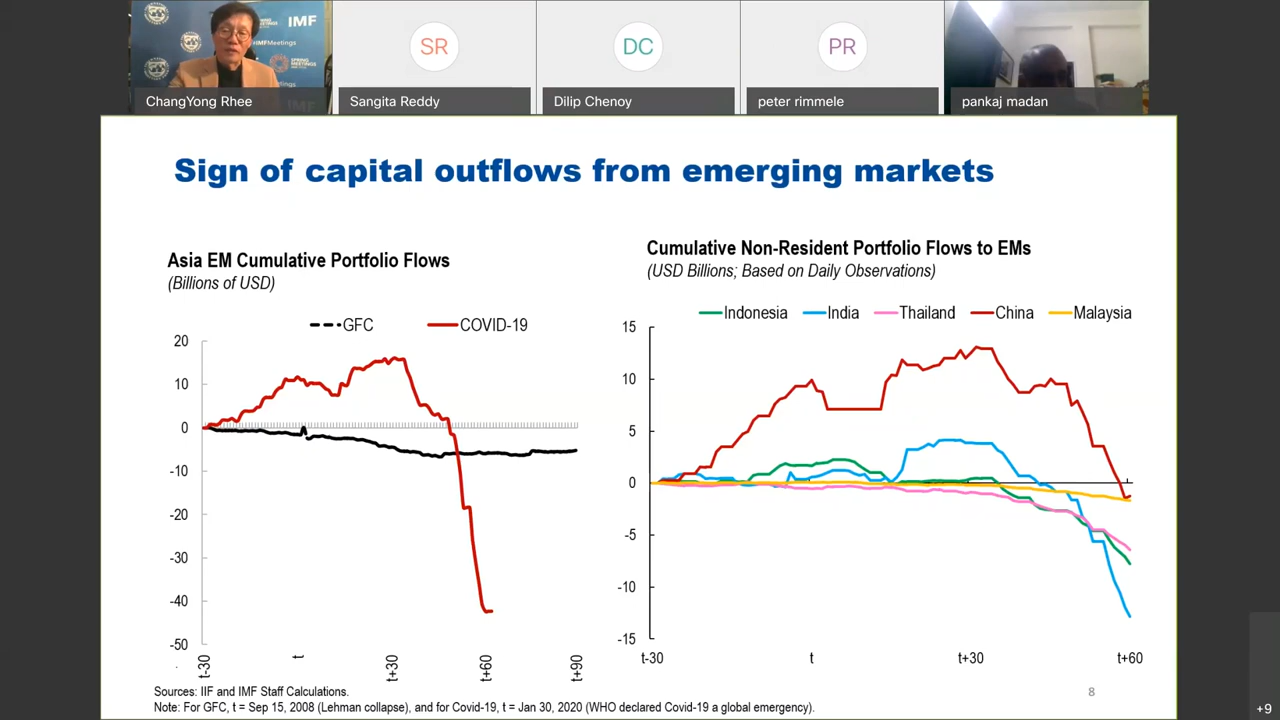 IMF
IMFMeetings
SPRING
MEETINGS
IMF
SR
DC
PR
ChangYong Rhee
Sangita Reddy
Dilip Chenoy
peter rimmele
pankaj madan
Sign of capital outflows from emerging markets
Asia EM Cumulative Portfolio Flows
(Billions of USD)
GFC
COVID-19
20
10
0
-10
-20
-30
-40
-50
t-30
t
t+30
t+60
t+90
Cumulative Non-Resident Portfolio Flows to EMs
(USD Billions; Based on Daily Observations)
Indonesia
India
Thailand
China
Malaysia
15
10
5
0
-5
-10
-15
t-30
t
t+30
t+60
Sources: IIF and IMF Staff Calculations.
Note: For GFC, t = Sep 15, 2008 (Lehman collapse), and for Covid-19, t = Jan 30, 2020 (WHO declared Covid-19 a global emergency).
8
+9